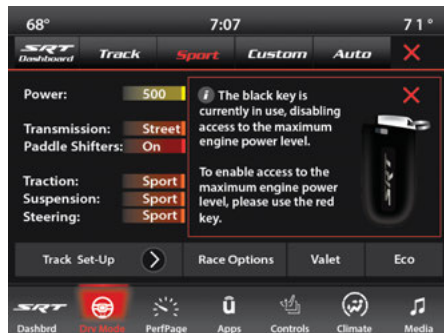 68°
7:07
71°
SRT
Dashboard
Track
Sport
Custom
Auto
Power: 500
Transmission: Street
Paddle Shifters: On
Traction: Sport
Suspension: Sport
Steering: Sport
i The black key is
currently in use, disabling
access to the maximum
engine power level.
To enable access to the
maximum engine power
level, please use the red
key.
SRT
Track Set-Up
Race Options
Valet
Eco
SRT
Dashbrd
Drv Mode
PerfPage
Apps
Controls
Climate
Media